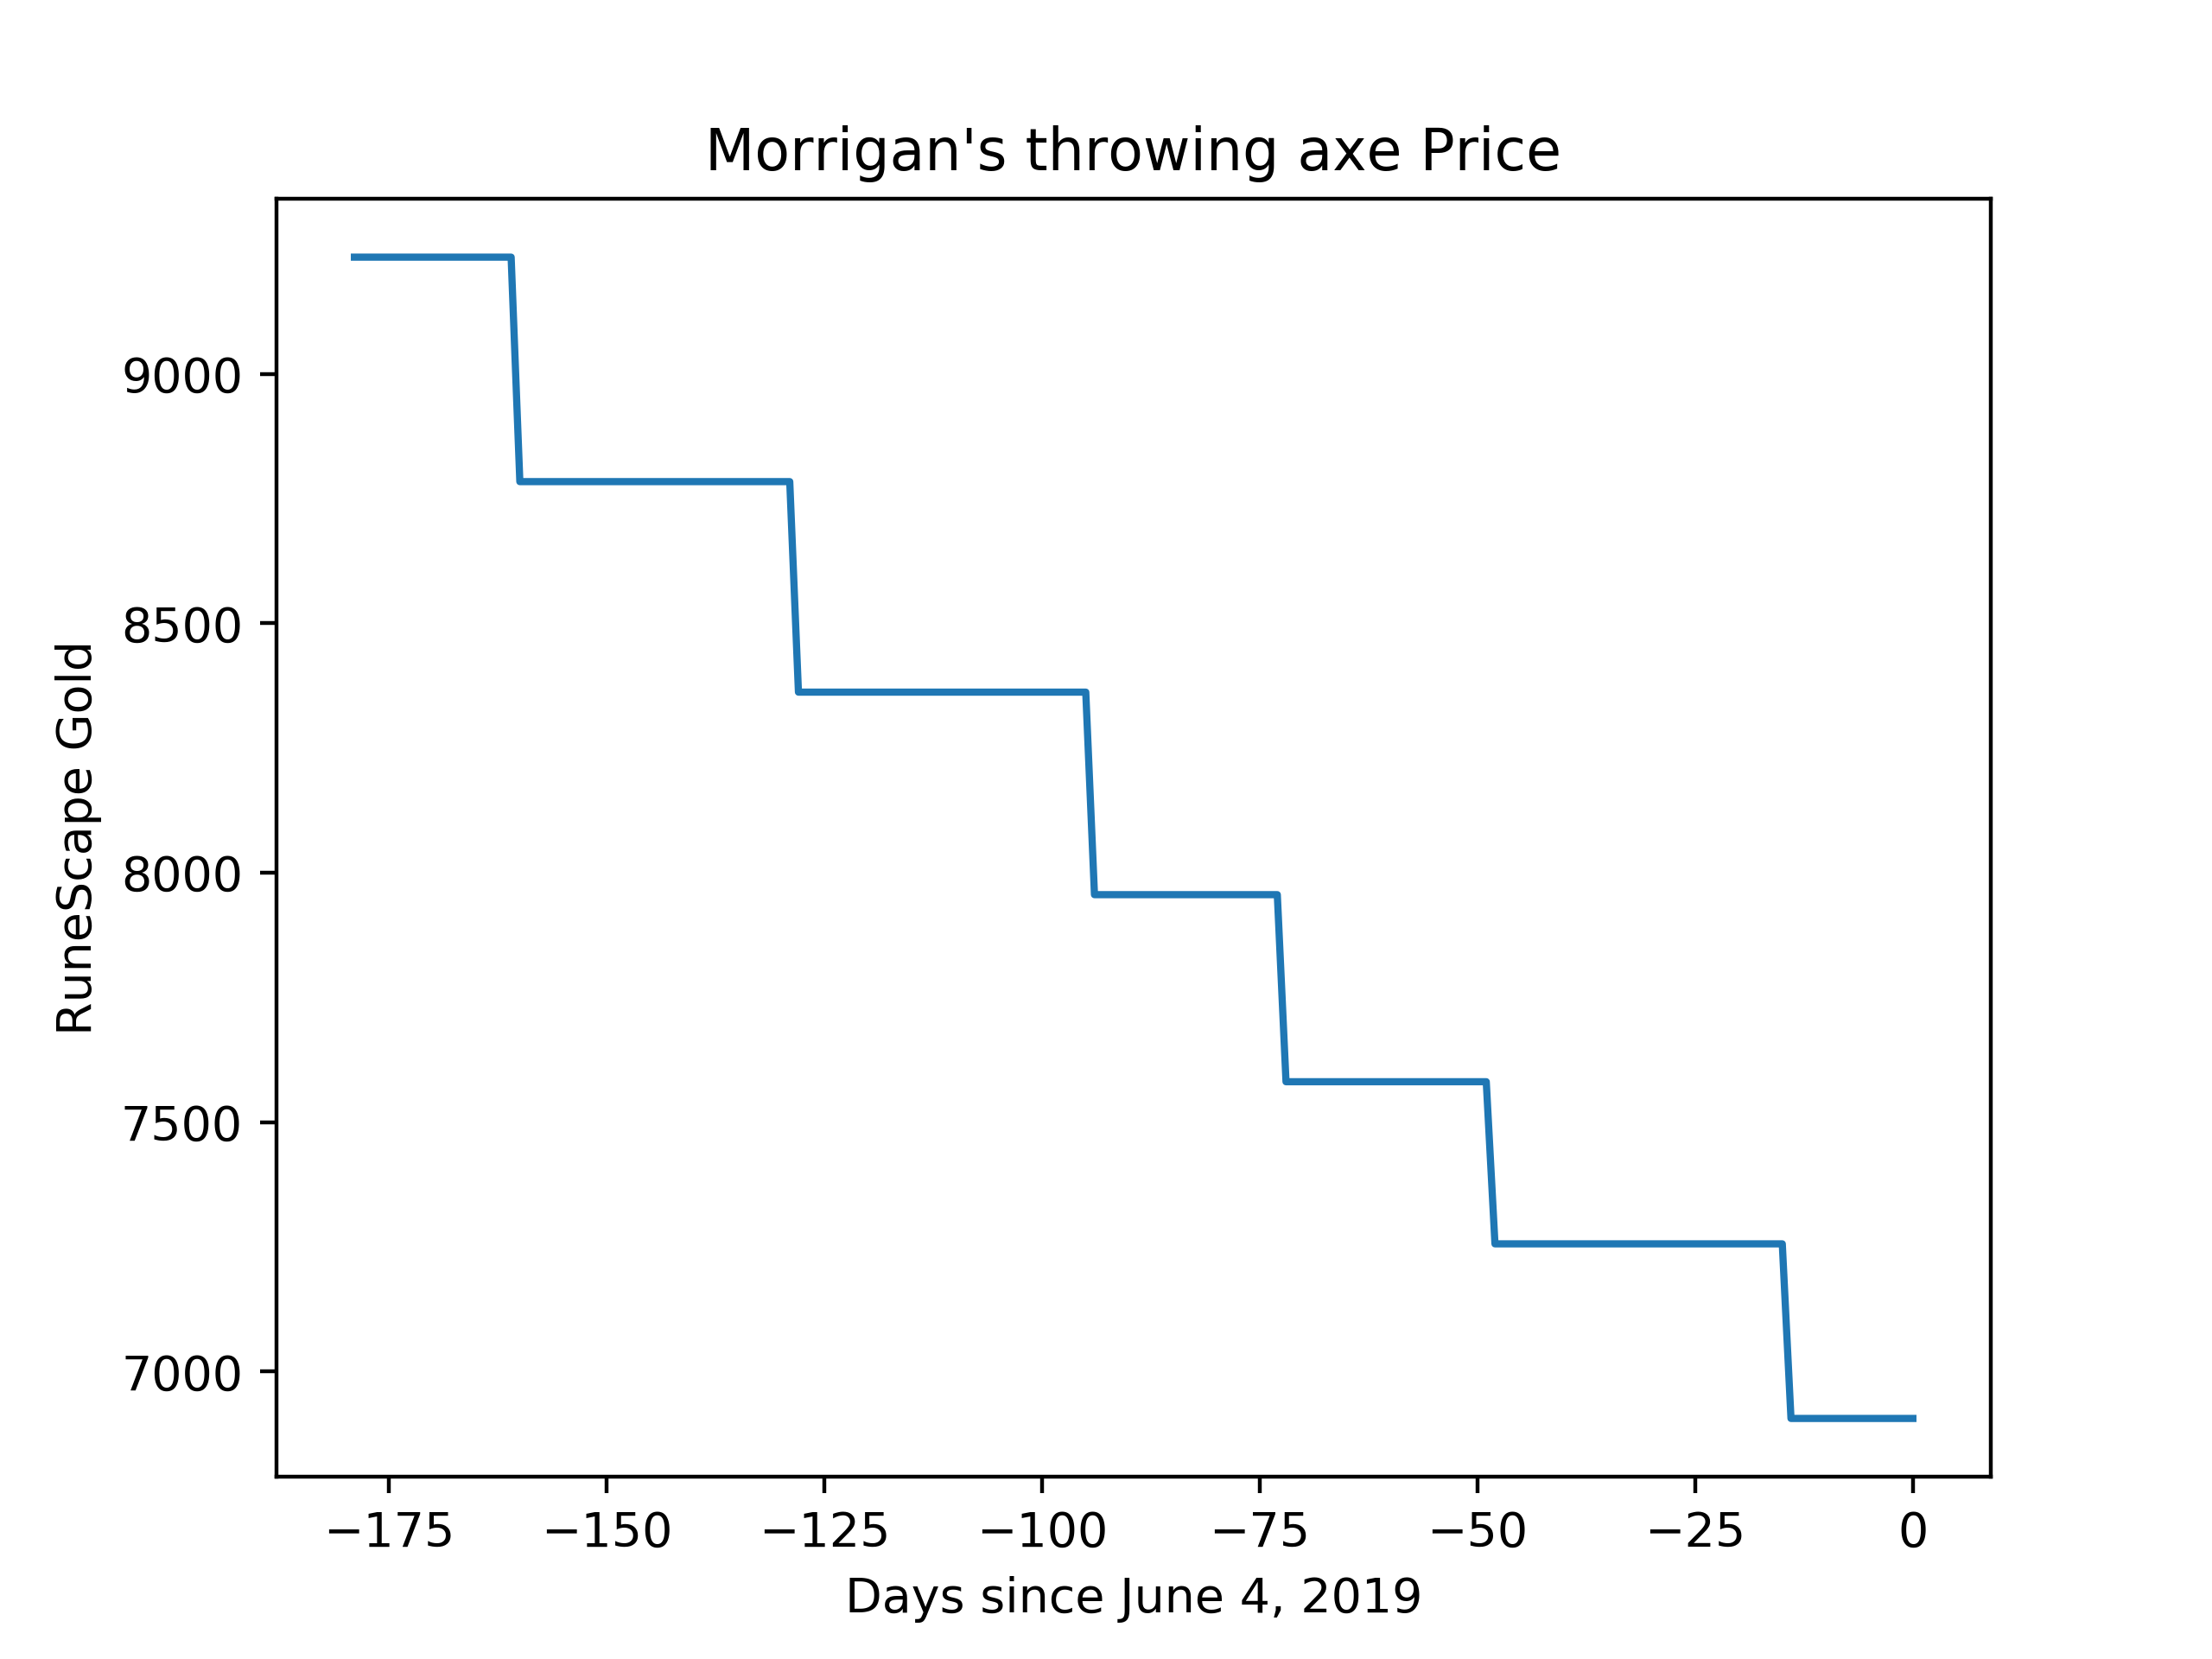 Morrigan's throwing axe Price
RuneScape Gold
9000
8500
8000
7500
7000
−175 −150 −125 −100 −75 −50 −25 0
Days since June 4, 2019